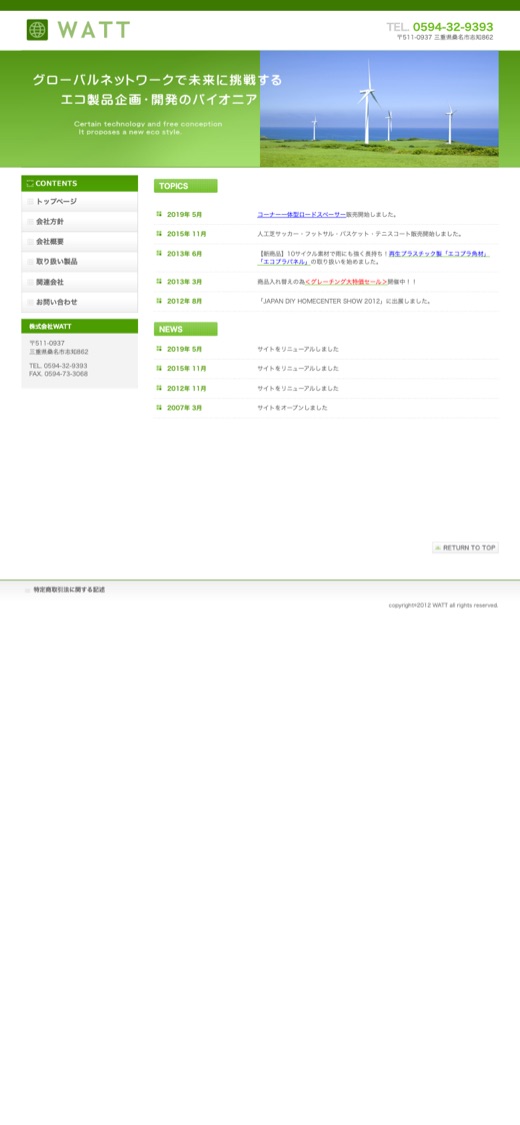 WATT
TEL. 0594-32-9393
〒511-0937 三重県桑名市志知862
グローバルネットワークで未来に挑戦する
エコ製品企画・開発のパイオニア
Certain technology and free conception
It proposes a new eco style.
CONTENTS
トップページ
会社方針
会社概要
取り扱い製品
関連会社
お問い合わせ
株式会社WATT
〒511-0937
三重県桑名市志知862
TEL. 0594-32-9393
FAX. 0594-73-3068
TOPICS
2019年 5月 コーナー一体型ロードスペーサー販売開始しました。
2015年 11月 人工芝サッカー・フットサル・バスケット・テニスコート販売開始しました。
2013年 6月 【新商品】リサイクル素材で雨にも強く長持ち！再生プラスチック製「エコプラ角材」
「エコプラパネル」の取り扱いを始めました。
2013年 3月 商品入れ替えの為<グレーチング大特価セール>開催中！！
2012年 8月 「JAPAN DIY HOMECENTER SHOW 2012」に出展しました。
NEWS
2019年 5月 サイトをリニューアルしました
2015年 11月 サイトをリニューアルしました
2012年 11月 サイトをリニューアルしました
2007年 3月 サイトをオープンしました
RETURN TO TOP
特定商取引法に関する記述
copyright©2012 WATT all rights reserved.